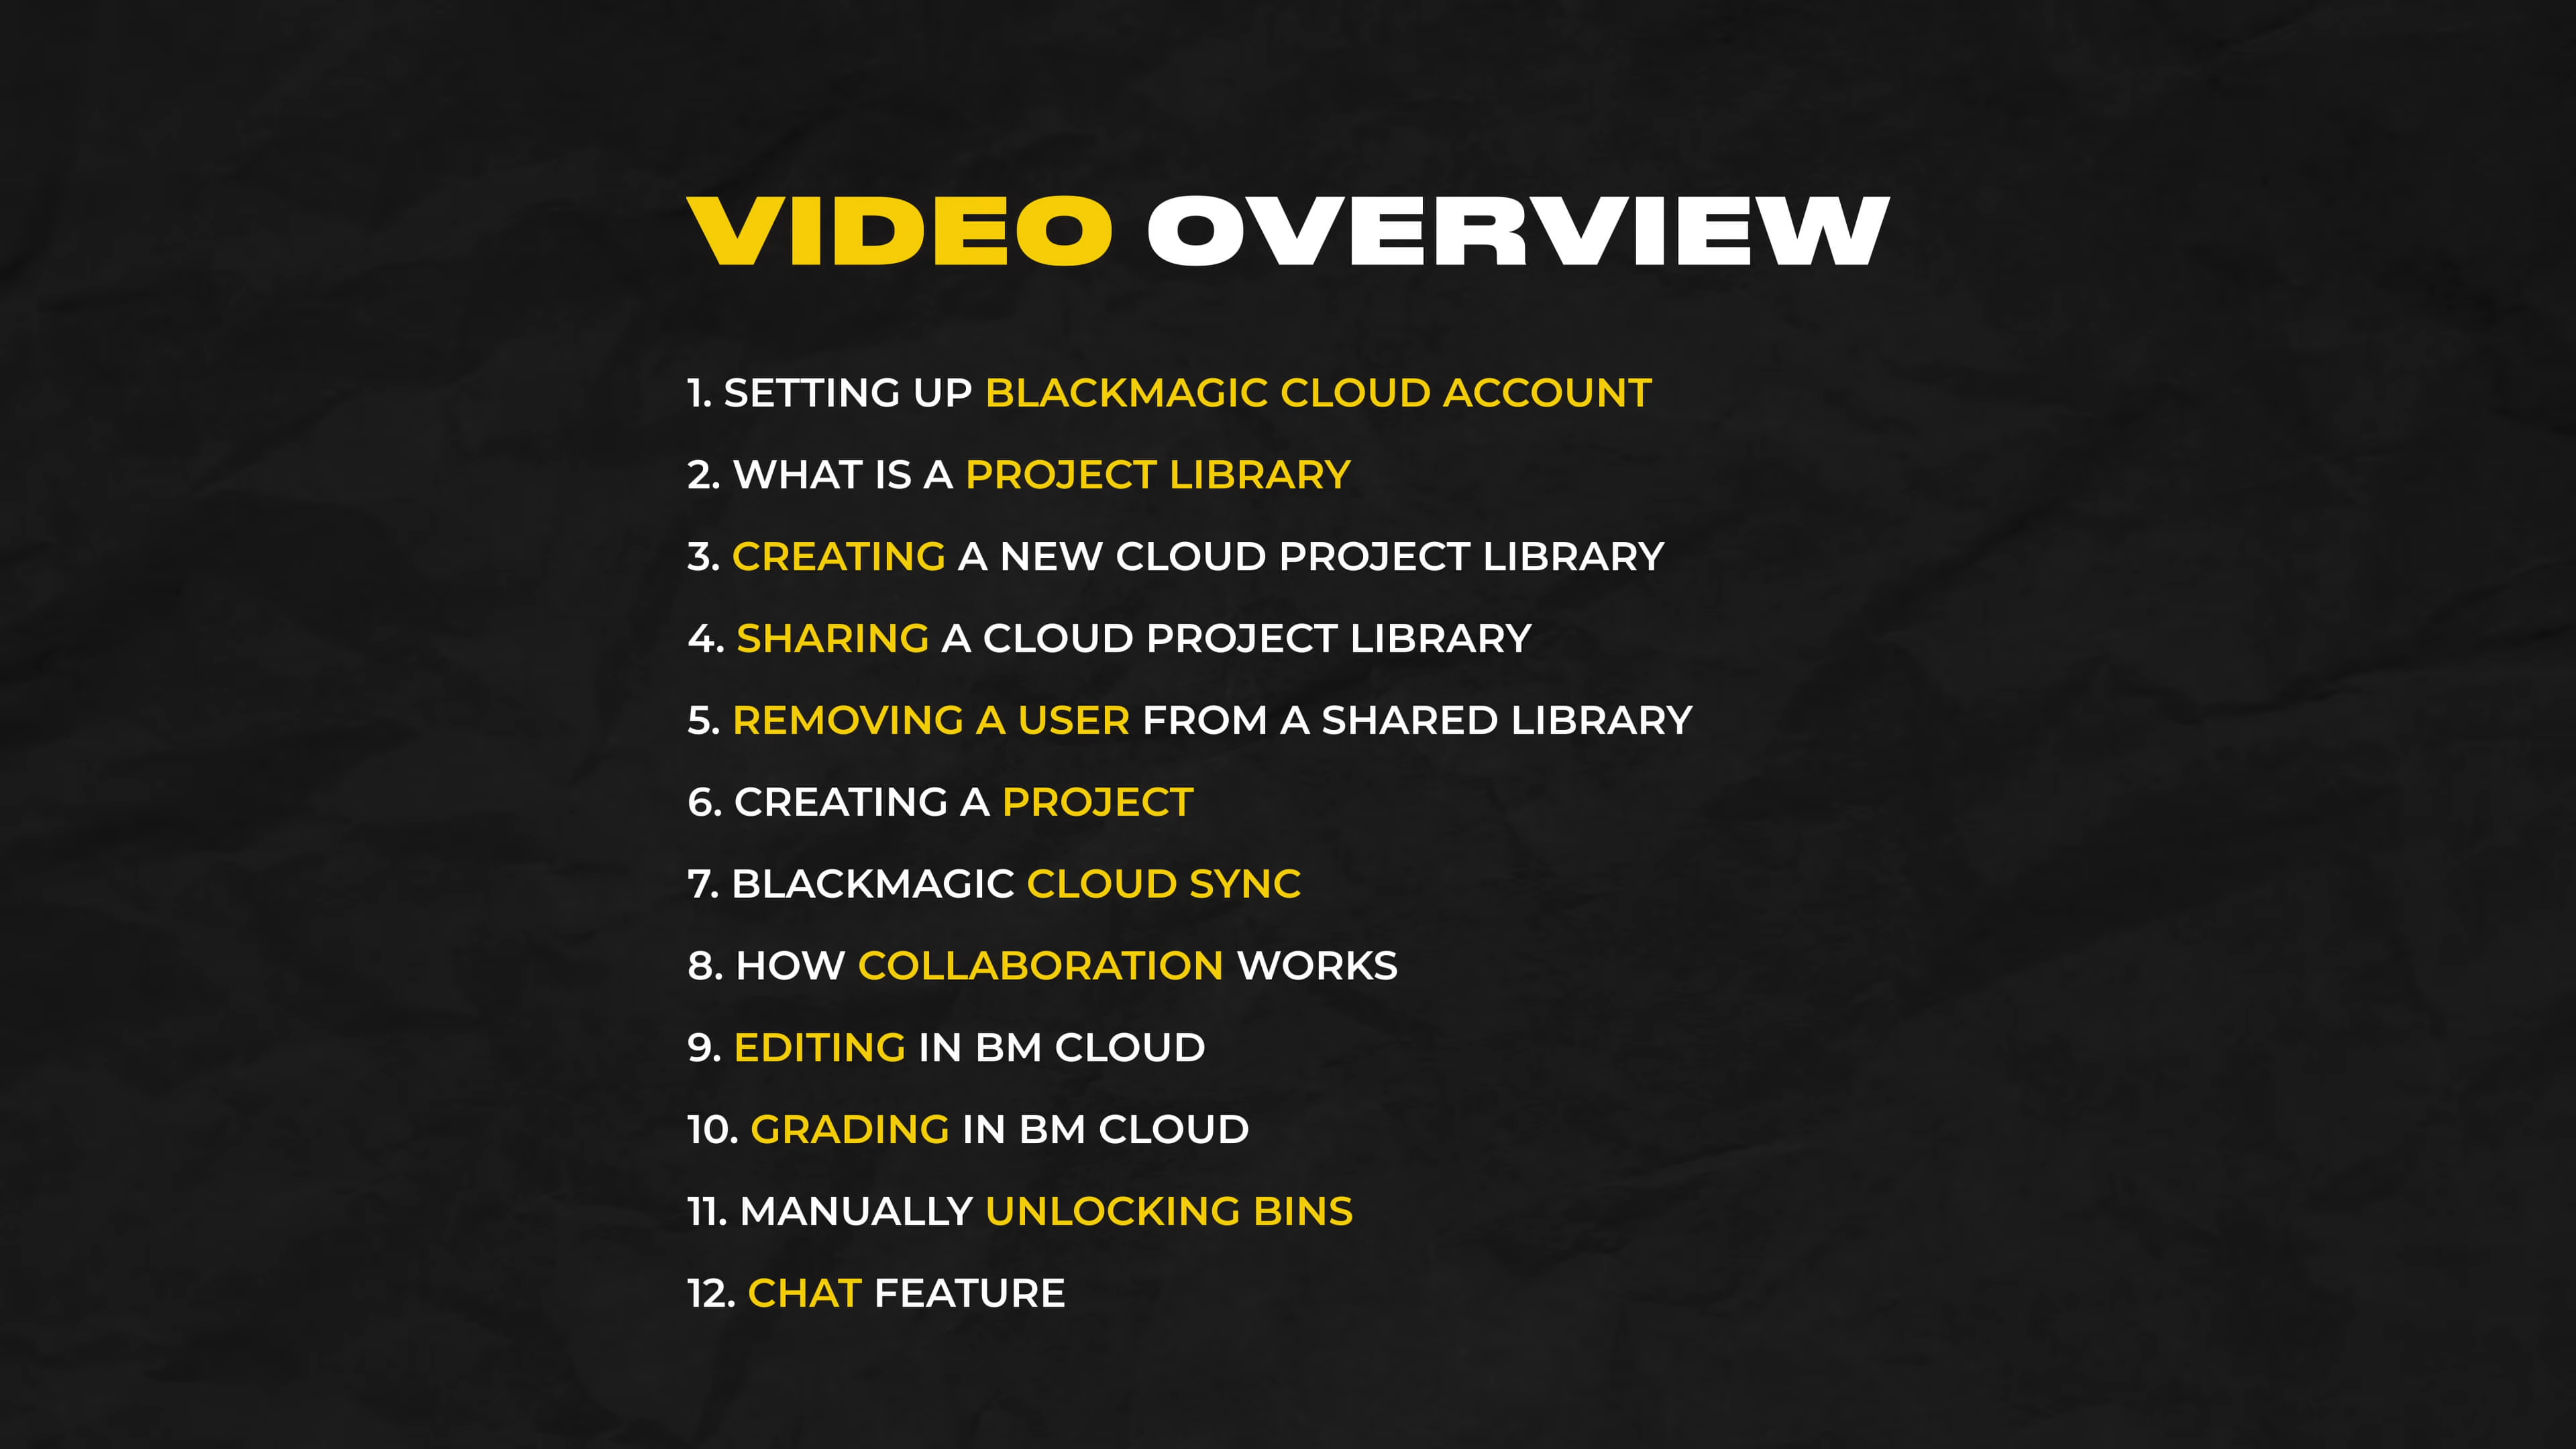 VIDEO OVERVIEW
1. SETTING UP BLACKMAGIC CLOUD ACCOUNT
2. WHAT IS A PROJECT LIBRARY
3. CREATING A NEW CLOUD PROJECT LIBRARY
4. SHARING A CLOUD PROJECT LIBRARY
5. REMOVING A USER FROM A SHARED LIBRARY
6. CREATING A PROJECT
7. BLACKMAGIC CLOUD SYNC
8. HOW COLLABORATION WORKS
9. EDITING IN BM CLOUD
10. GRADING IN BM CLOUD
11. MANUALLY UNLOCKING BINS
12. CHAT FEATURE